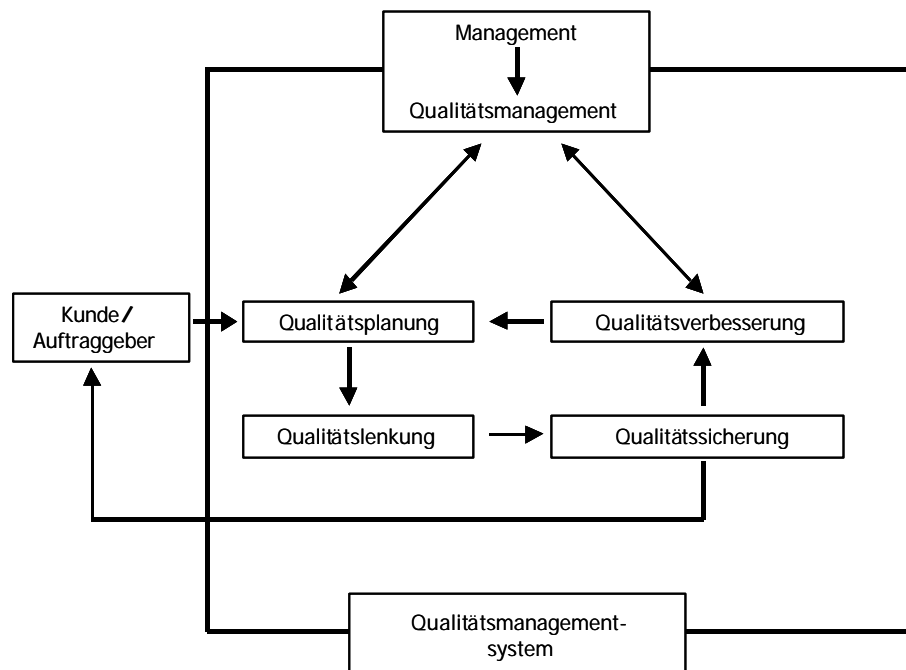 Management
Qualitätsmanagement
Kunde/
Auftraggeber
Qualitätsplanung
Qualitätsverbesserung
Qualitätslenkung
Qualitätssicherung
Qualitätsmanagement-
system